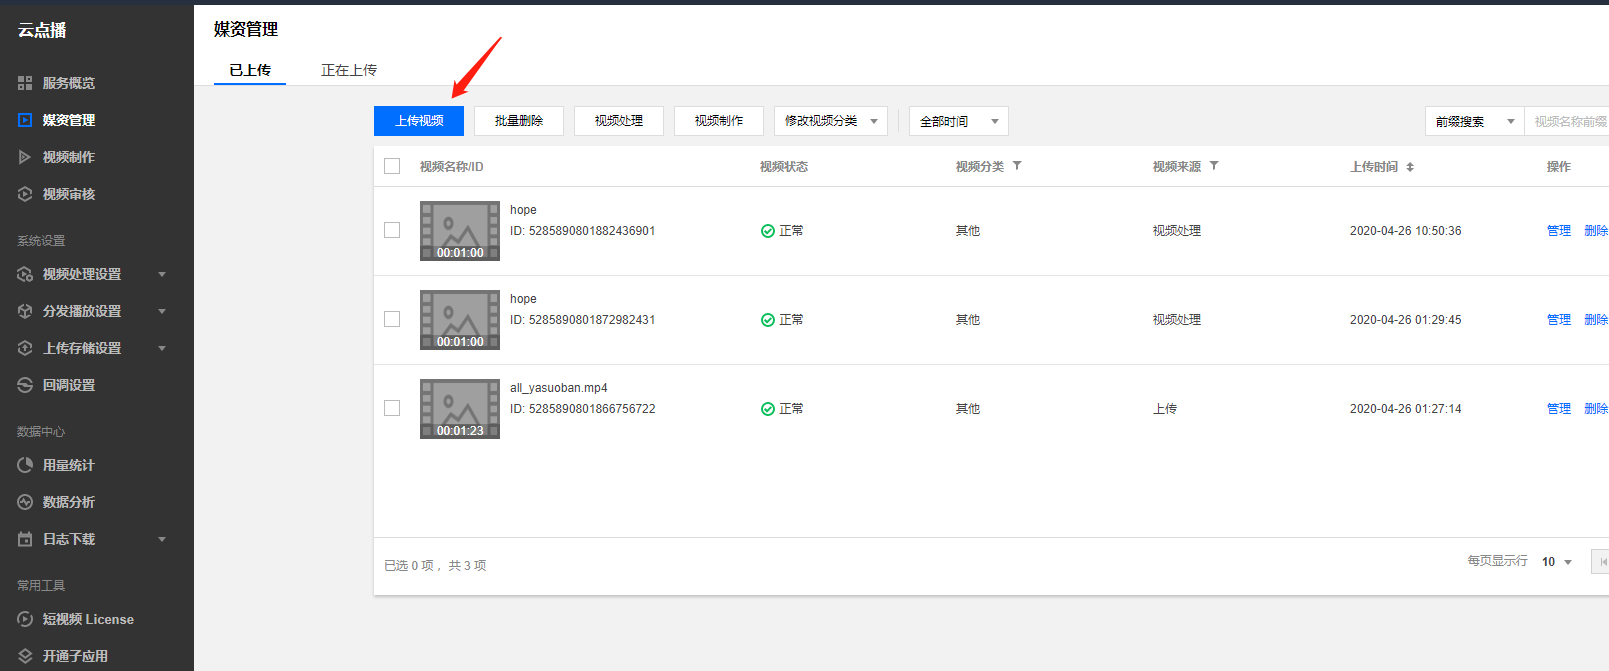 云点播
服务概览
媒资管理
视频制作
视频审核
系统设置
视频处理设置
分发播放设置
上传存储设置
回调设置
数据中心
用量统计
数据分析
日志下载
常用工具
短视频 License
开通子应用
媒资管理
已上传 正在上传
上传视频 批量删除 视频处理 视频制作 修改视频分类 全部时间 前缀搜索 视频名称前缀
视频名称/ID 视频状态 视频分类 视频来源 上传时间 操作
hope
ID: 5285890801882436901 正常 其他 视频处理 2020-04-26 10:50:36 管理 删除
00:01:00
hope
ID: 5285890801872982431 正常 其他 视频处理 2020-04-26 01:29:45 管理 删除
00:01:00
all_yasuoban.mp4
ID: 5285890801866756722 正常 其他 上传 2020-04-26 01:27:14 管理 删除
00:01:23
已选 0 项，共 3 项 每页显示行 10